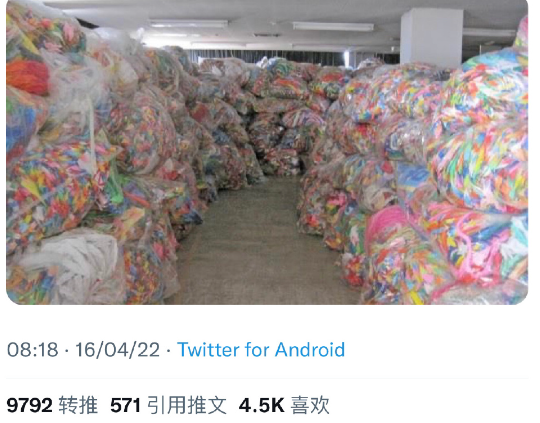 08:18 · 16/04/22 · Twitter for Android
9792 转推 571 引用推文 4.5K 喜欢